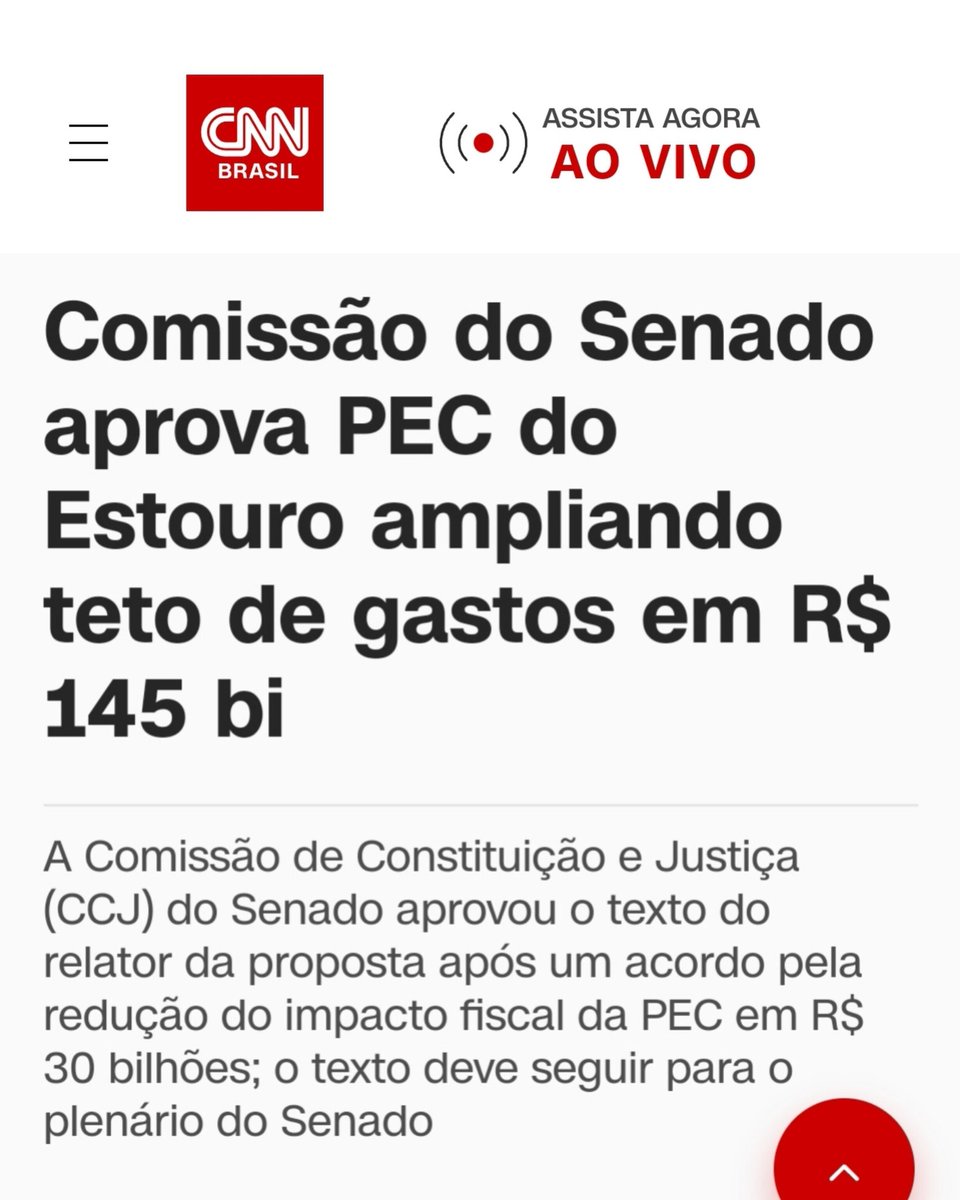 CNN
BRASIL
ASSISTA AGORA
AO VIVO
Comissão do Senado
aprova PEC do
Estouro ampliando
teto de gastos em R$
145 bi
A Comissão de Constituição e Justiça
(CCJ) do Senado aprovou o texto do
relator da proposta após um acordo pela
redução do impacto fiscal da PEC em R$
30 bilhões; o texto deve seguir para o
plenário do Senado